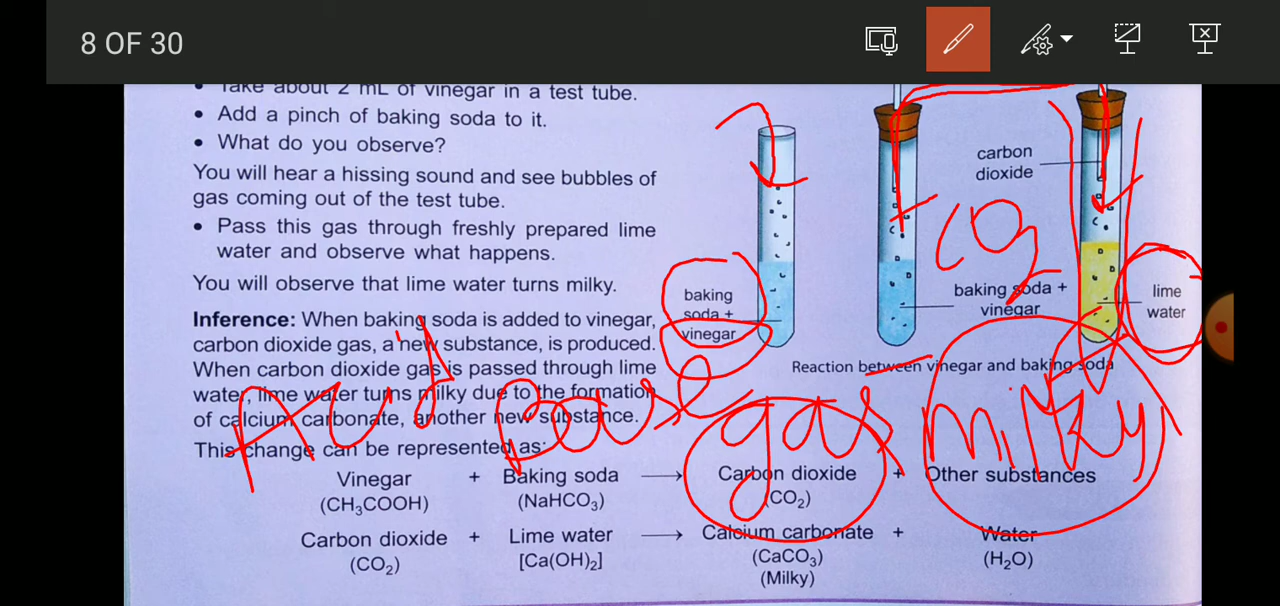 8 OF 30
• Take about 2 mL of vinegar in a test tube.
• Add a pinch of baking soda to it.
• What do you observe?
You will hear a hissing sound and see bubbles of
gas coming out of the test tube.
• Pass this gas through freshly prepared lime
water and observe what happens.
You will observe that lime water turns milky.
Inference: When baking soda is added to vinegar,
carbon dioxide gas, a new substance, is produced.
When carbon dioxide gas is passed through lime
water, lime water turns milky due to the formation
of calcium carbonate, another new substance.
This change can be represented as:
carbon
dioxide
CO2
baking
soda +
vinegar
baking soda +
vinegar
lime
water
Reaction between vinegar and baking soda
Acid base gas milky
Vinegar + Baking soda → Carbon dioxide + Other substances
(CH₃COOH) (NaHCO₃) (CO₂)
Carbon dioxide + Lime water → Calcium carbonate + Water
(CO₂) [Ca(OH)₂] (CaCO₃) (H₂O)
(Milky)